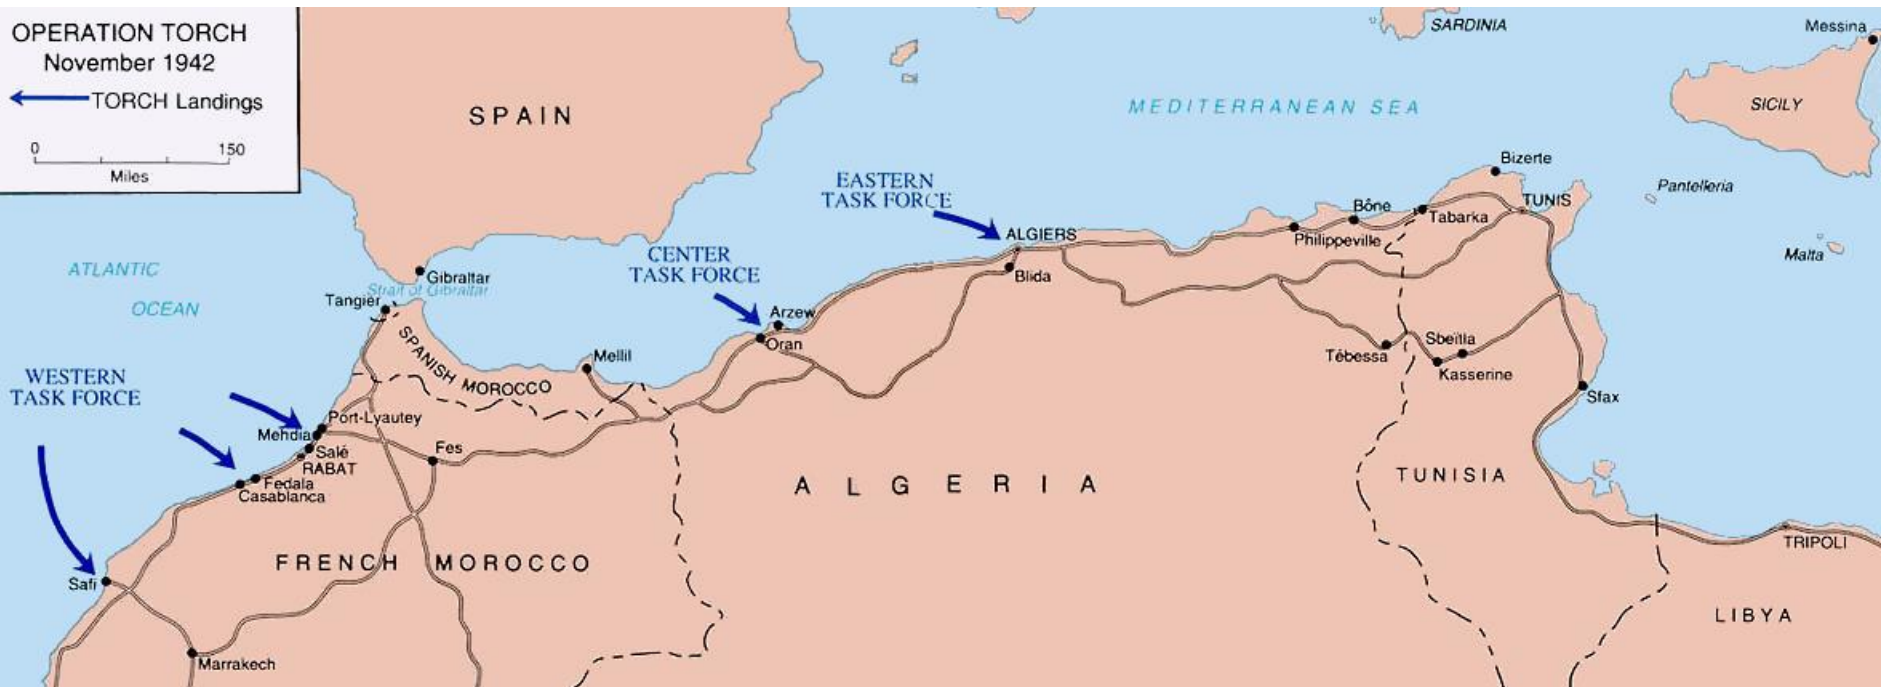 OPERATION TORCH
November 1942
TORCH Landings
0 150
Miles
SPAIN
SARDINIA
Messina
MEDITERRANEAN SEA
SICILY
Bizerte
EASTERN
TASK FORCE
Pantelleria
Bône
TUNIS
Tabarka
ALGIERS
Philippeville
CENTER
TASK FORCE
Malta
ATLANTIC
OCEAN
Gibraltar
Strait of Gibraltar
Blida
Tangier
Arzew
Oran
SPANISH MOROCCO
Mellil
Sbeïtla
Tébessa
Kasserine
Sfax
WESTERN
TASK FORCE
Port-Lyautey
Mehdia
Salé
RABAT
Fes
Fedala
Casablanca
ALGERIA
TUNISIA
TRIPOLI
FRENCH MOROCCO
Safi
LIBYA
Marrakech